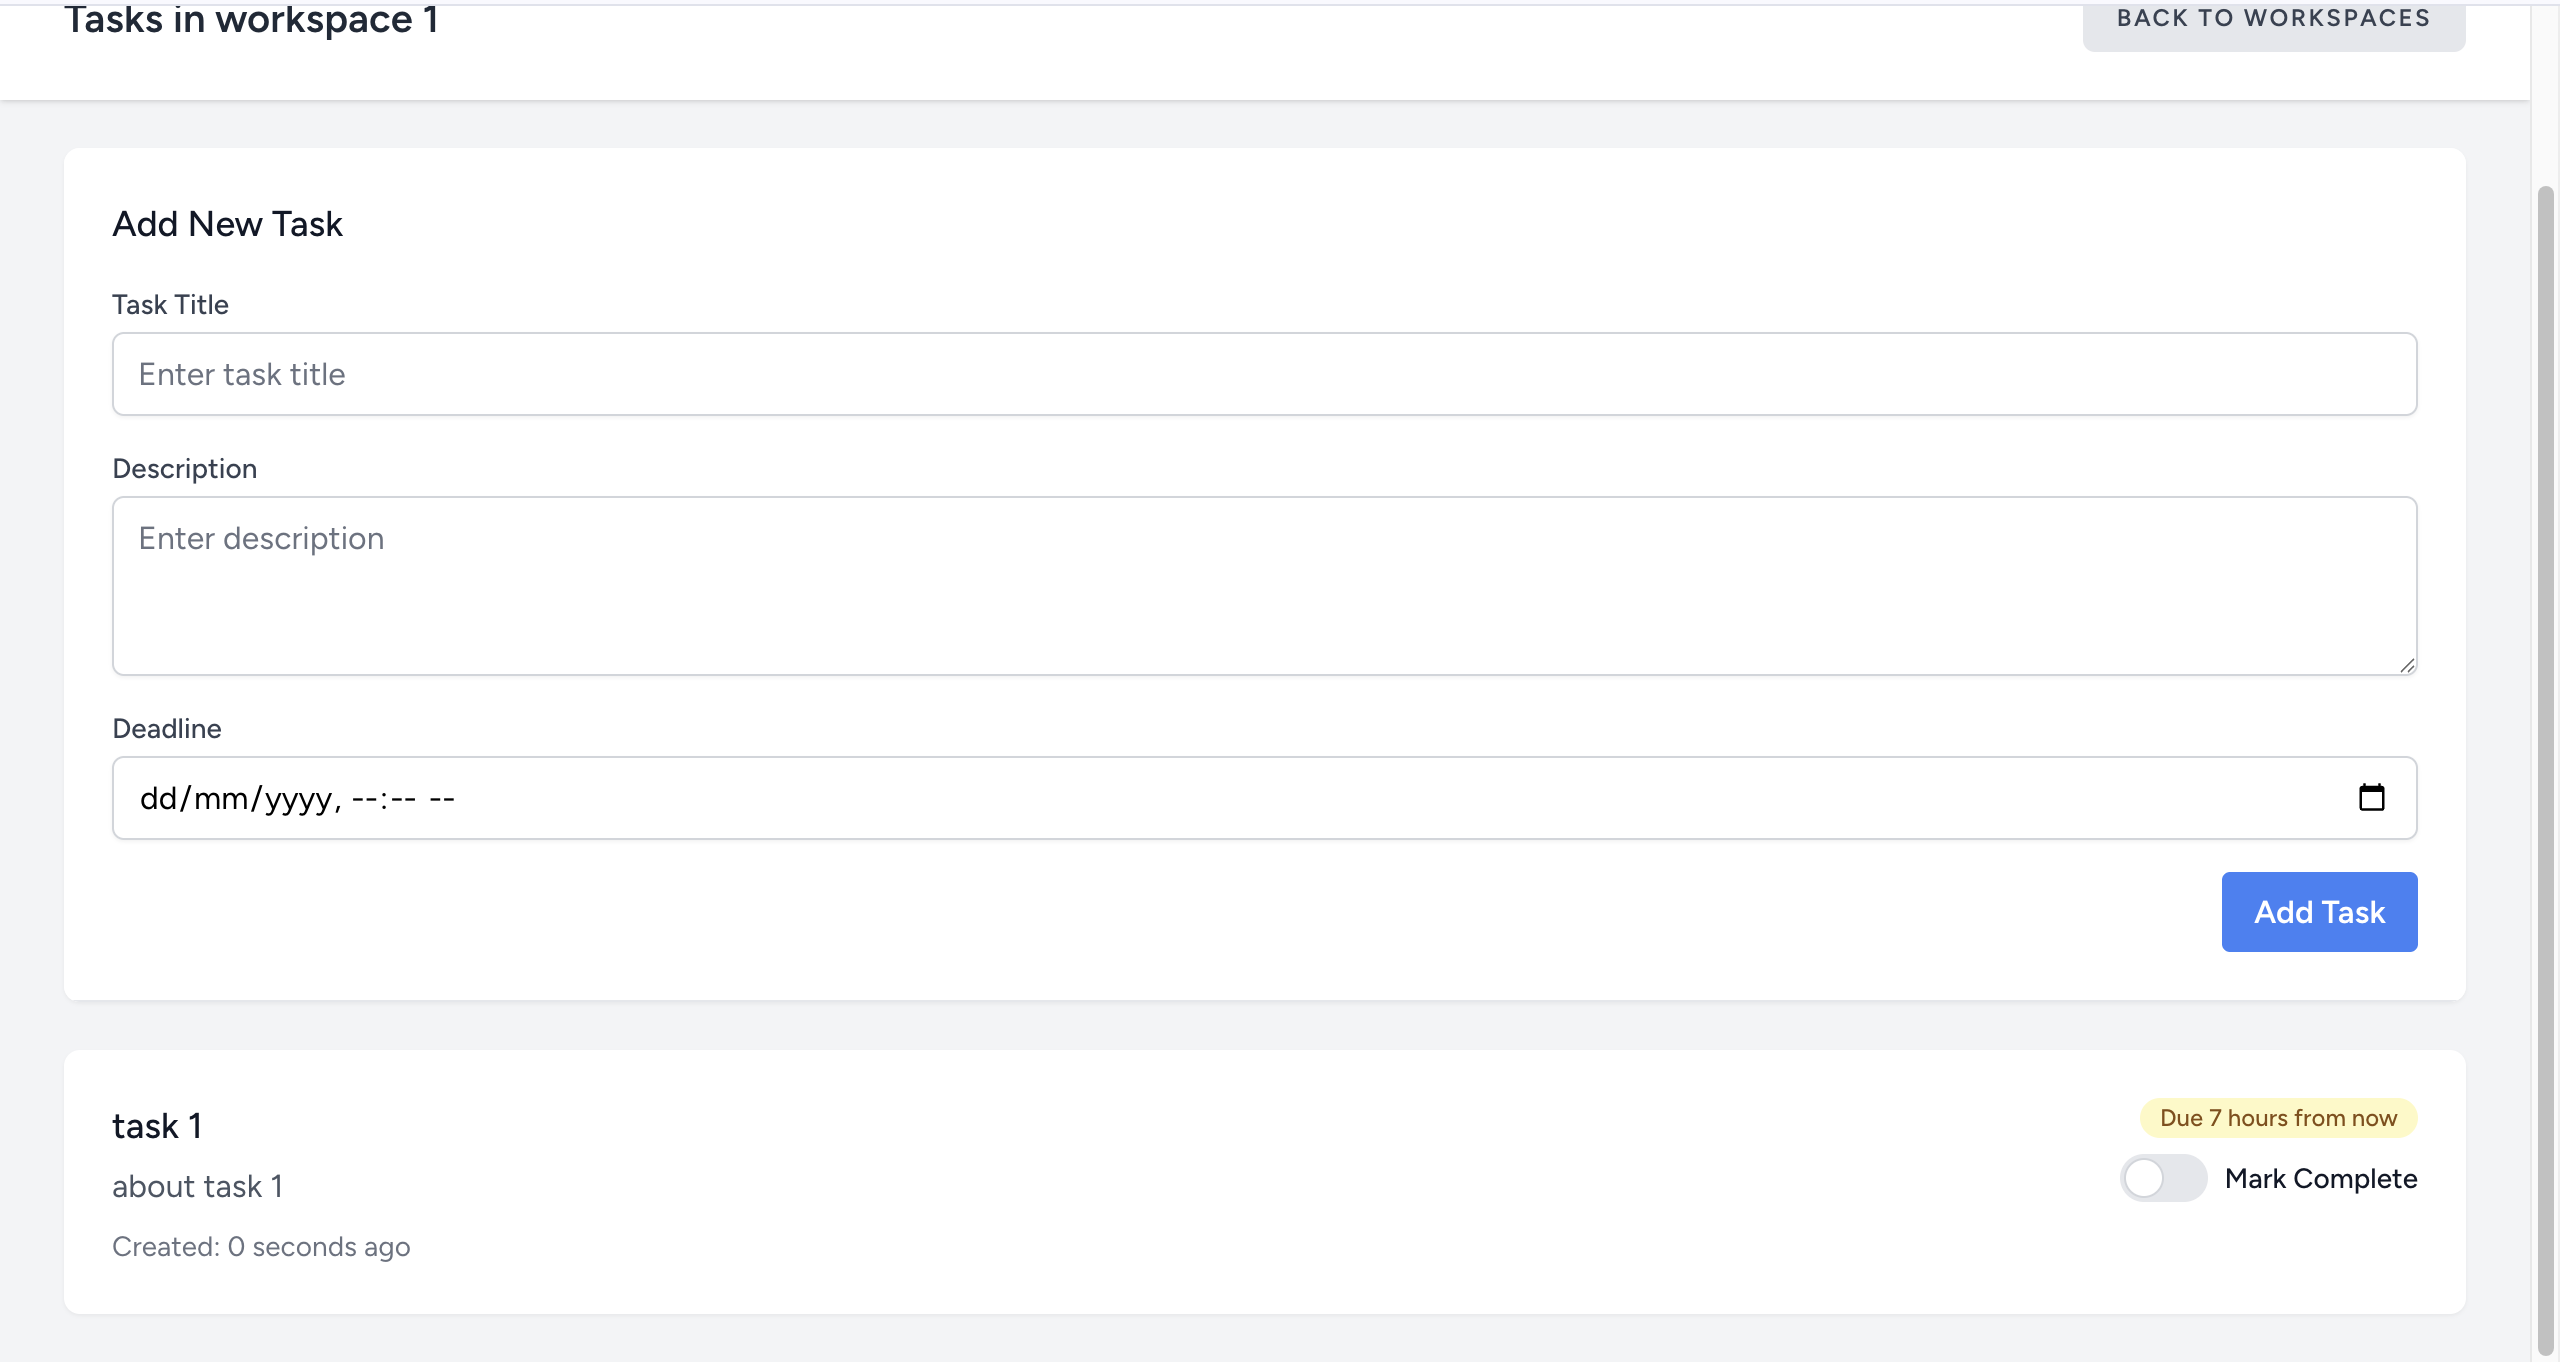 Tasks in workspace 1
BACK TO WORKSPACES
Add New Task
Task Title
Enter task title
Description
Enter description
Deadline
dd/mm/yyyy, --:-- --
Add Task
task 1
Due 7 hours from now
about task 1
Mark Complete
Created: 0 seconds ago